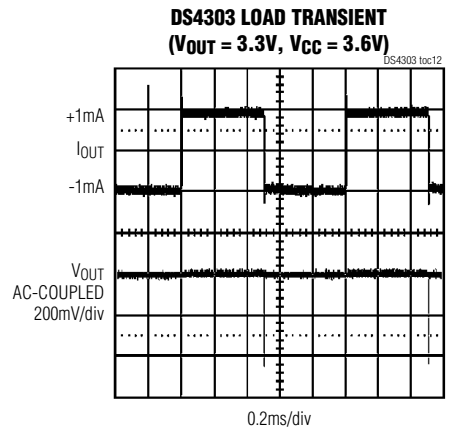 DS4303 LOAD TRANSIENT
(VOUT = 3.3V, VCC = 3.6V)
DS4303 toc12
+1mA
IOUT
-1mA
VOUT
AC-COUPLED
200mV/div
0.2ms/div